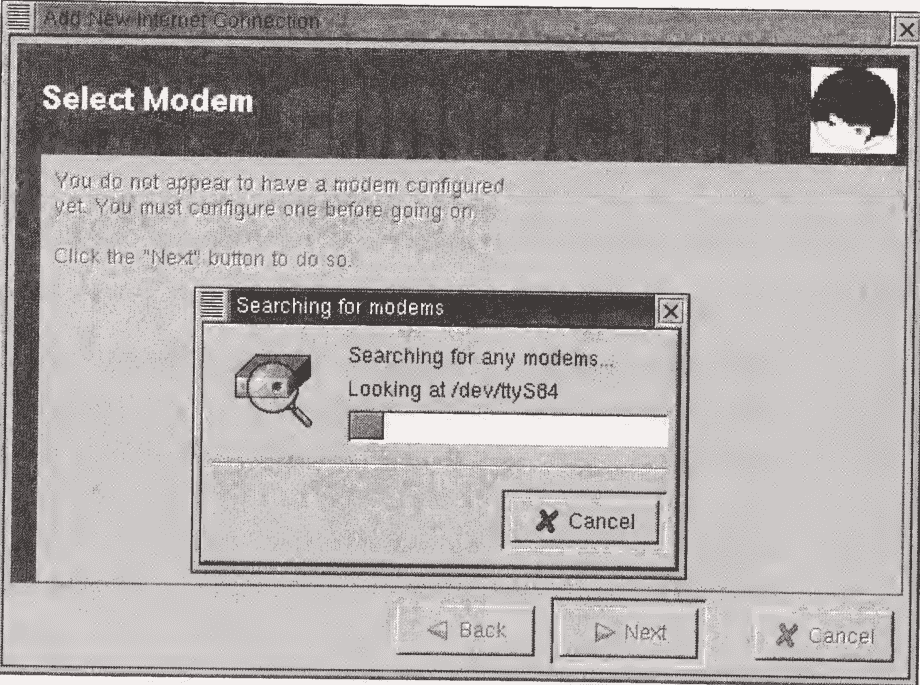 Add New Internet Connection
Select Modem
You do not appear to have a modem configured
yet. You must configure one before going on.
Click the "Next" button to do so.
Searching for modems
Searching for any modems...
Looking at /dev/ttyS64
Cancel
Back
Next
Cancel